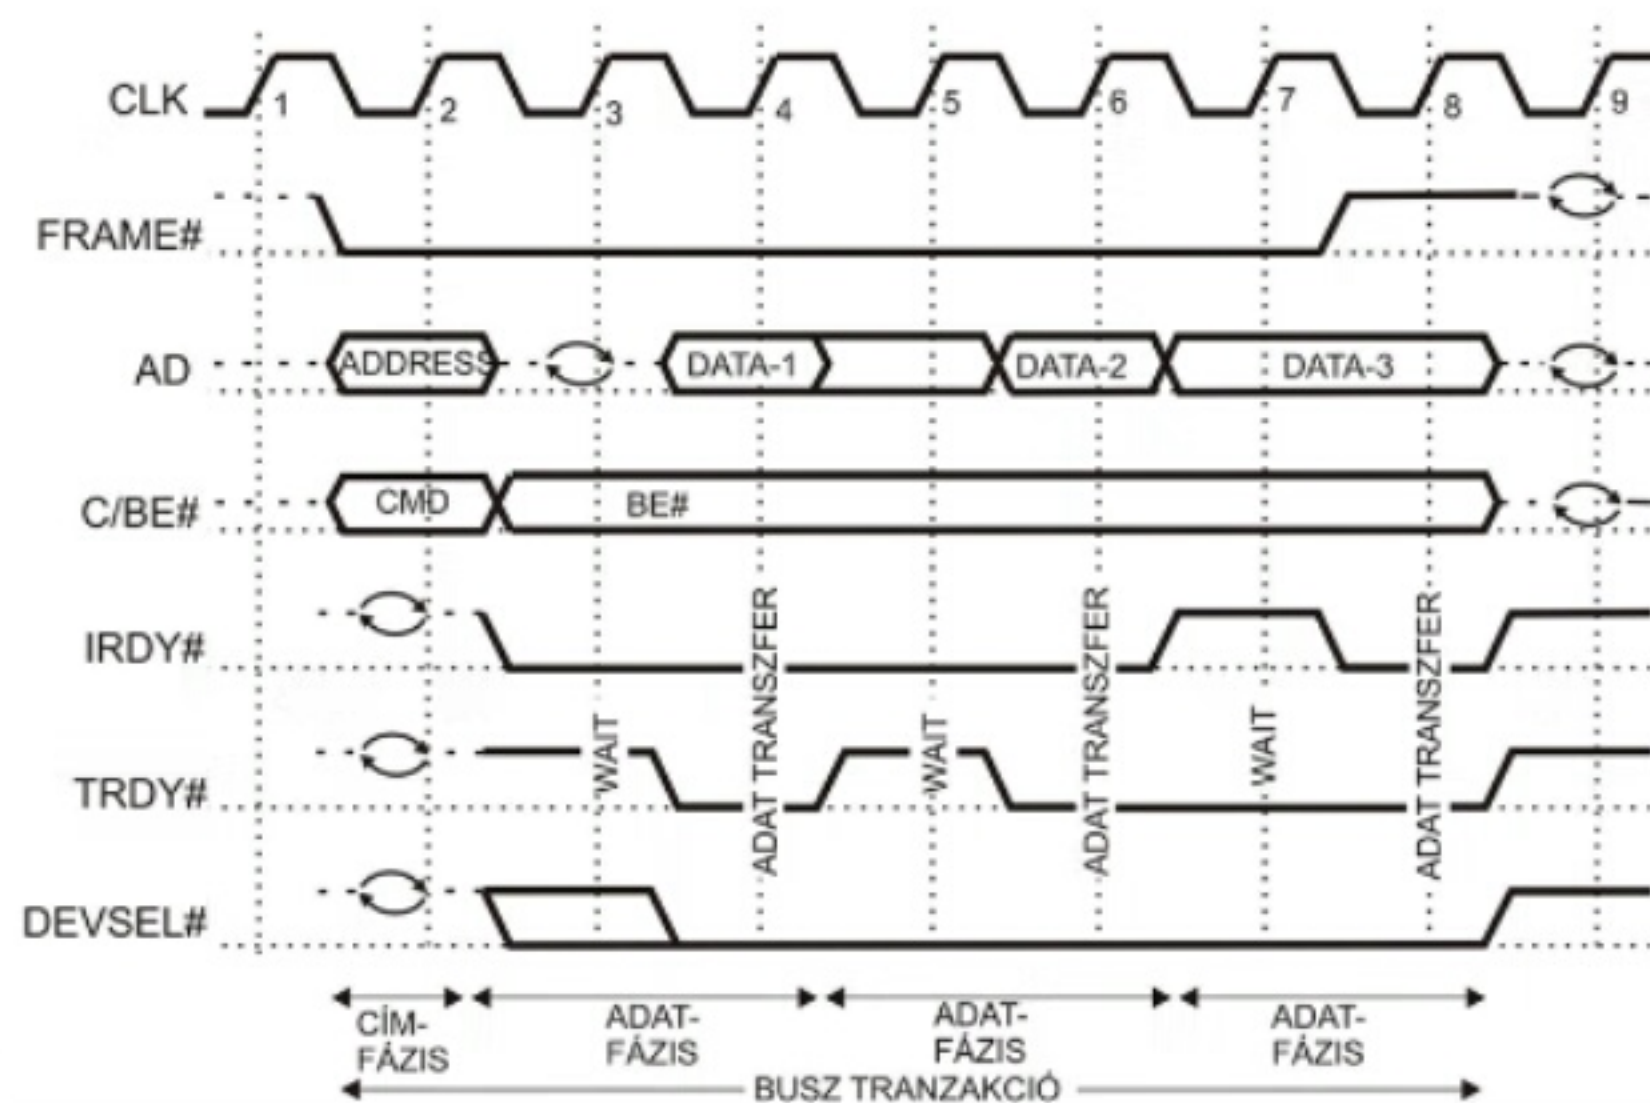 CLK 1 2 3 4 5 6 7 8 9
FRAME#
AD ADDRESS DATA-1 DATA-2 DATA-3
C/BE# CMD BE#
IRDY#
TRDY#
WAIT
ADAT TRANSZFER
WAIT
ADAT TRANSZFER
WAIT
ADAT TRANSZFER
DEVSEL#
CÍM-
FÁZIS
ADAT-
FÁZIS
ADAT-
FÁZIS
ADAT-
FÁZIS
BUSZ TRANZAKCIÓ